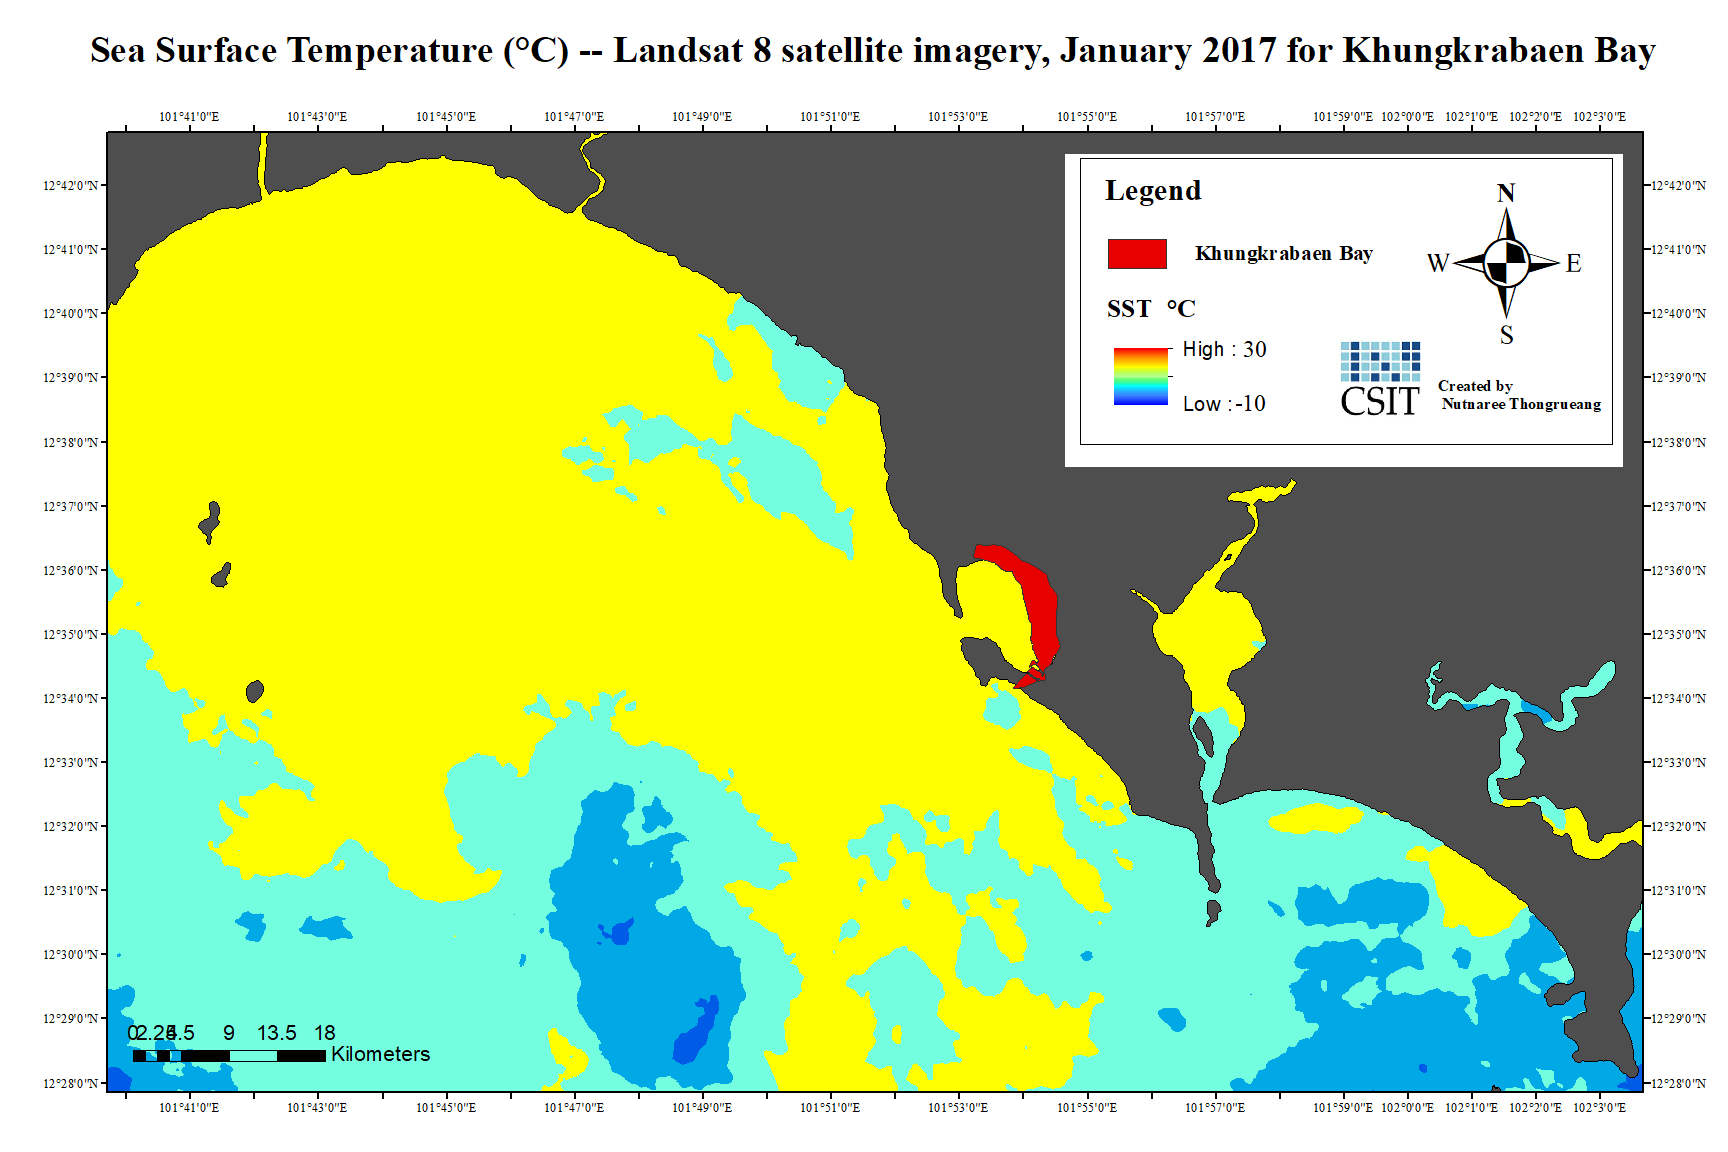 Sea Surface Temperature (°C) -- Landsat 8 satellite imagery, January 2017 for Khungkrabaen Bay
101°41'0"E 101°43'0"E 101°45'0"E 101°47'0"E 101°49'0"E 101°51'0"E 101°53'0"E 101°55'0"E 101°57'0"E 101°59'0"E 102°0'0"E 102°1'0"E 102°2'0"E 102°3'0"E
12°42'0"N 12°42'0"N
12°41'0"N 12°41'0"N
12°40'0"N 12°40'0"N
12°39'0"N 12°39'0"N
12°38'0"N 12°38'0"N
12°37'0"N 12°37'0"N
12°36'0"N 12°36'0"N
12°35'0"N 12°35'0"N
12°34'0"N 12°34'0"N
12°33'0"N 12°33'0"N
12°32'0"N 12°32'0"N
12°31'0"N 12°31'0"N
12°30'0"N 12°30'0"N
12°29'0"N 12°29'0"N
12°28'0"N 12°28'0"N
Legend
Khungkrabaen Bay
SST °C
High : 30
Low : -10
N
W E
S
CSIT
Created by
Nutnaree Thongrueang
0 2.25 4.5 9 13.5 18
Kilometers
101°41'0"E 101°43'0"E 101°45'0"E 101°47'0"E 101°49'0"E 101°51'0"E 101°53'0"E 101°55'0"E 101°57'0"E 101°59'0"E 102°0'0"E 102°1'0"E 102°2'0"E 102°3'0"E